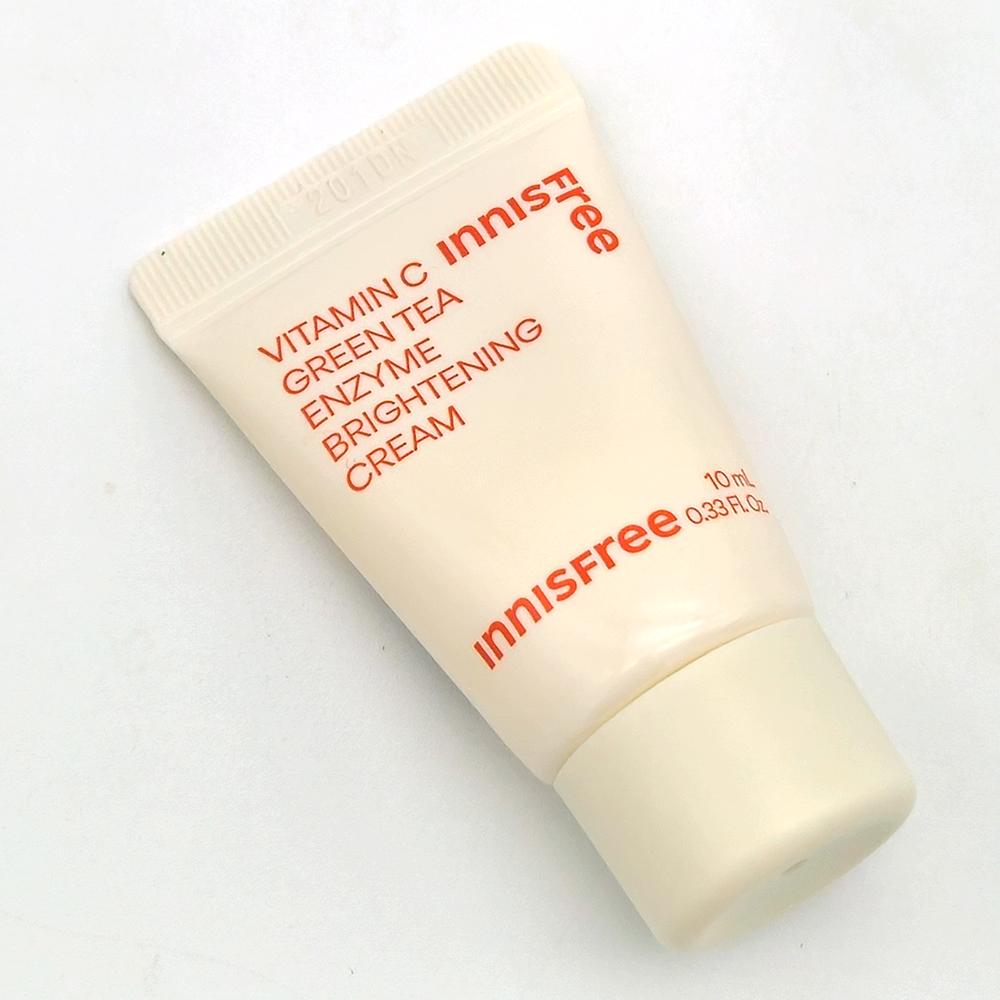 InnISFree
VITAMIN C
GREEN TEA
ENZYME
BRIGHTENING
CREAM
10 mL
0.33 Fl. Oz.
InnISFree